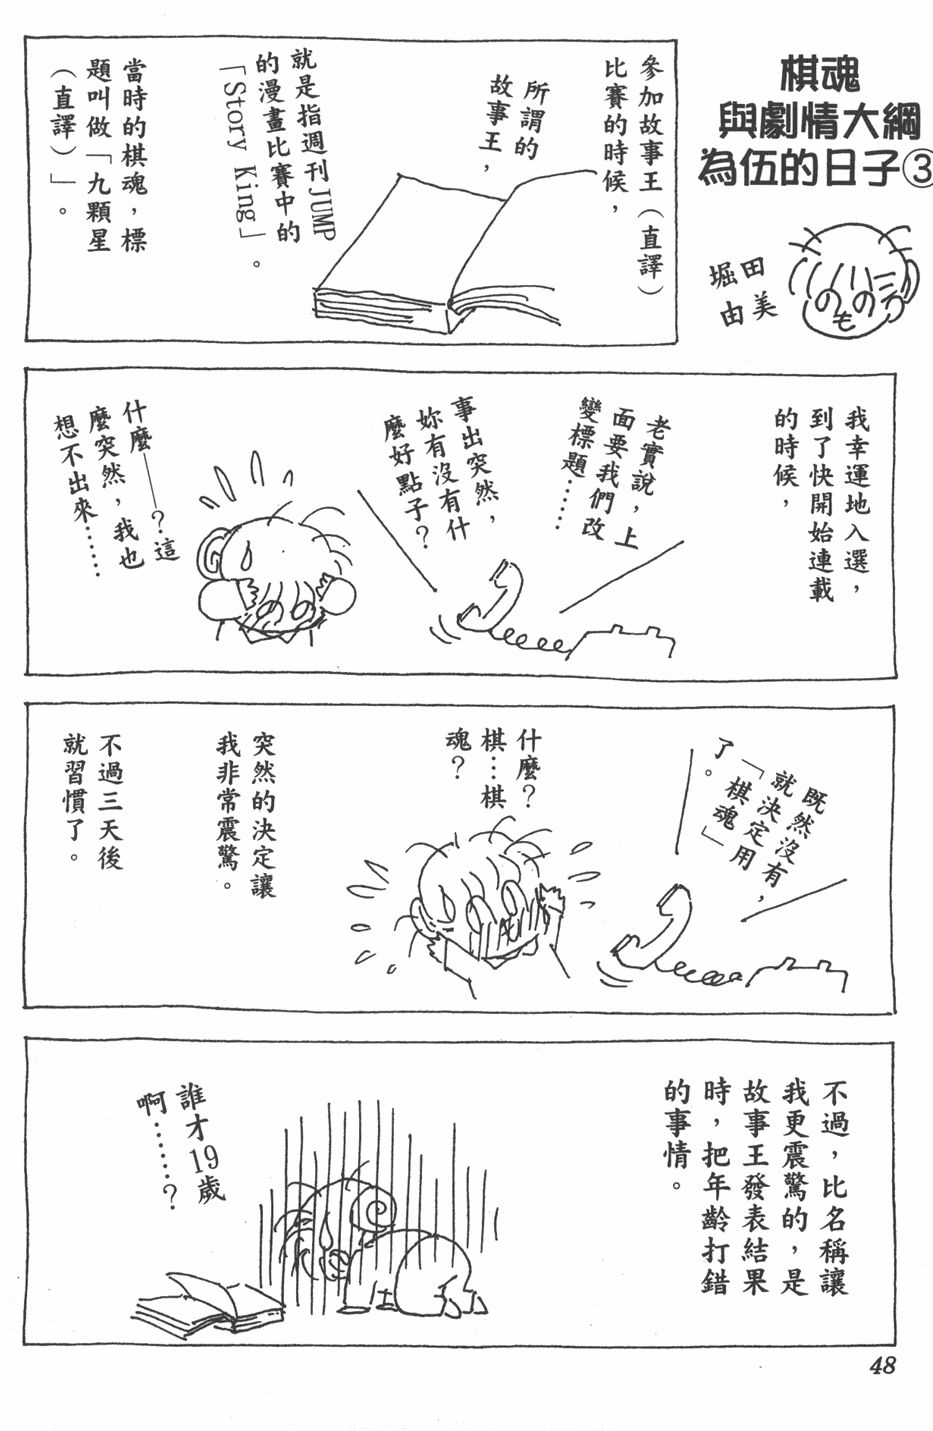 棋魂
與劇情大綱
為伍的日子③
堀田
由美
參加故事王（直譯）
比賽的時候，
所謂的
故事王，
就是指週刊JUMP
的漫畫比賽中的
「Story King」。
當時的棋魂，標
題叫做「九顆星
（直譯）」。
我幸運地入選，
到了快開始連載
的時候，
老實說，上
面要我們改
變標題……
事出突然，
妳有沒有什
麼好點子？
什麼——？這
麼突然，我也
想不出來……
既然沒有，
就決定用
「棋魂」
了。
什麼？
棋…棋
魂？
突然的決定讓
我非常震驚。
不過三天後
就習慣了。
不過，比名稱讓
我更震驚的，是
故事王發表結果
時，把年齡打錯
的事情。
誰才19歲
啊……？
48